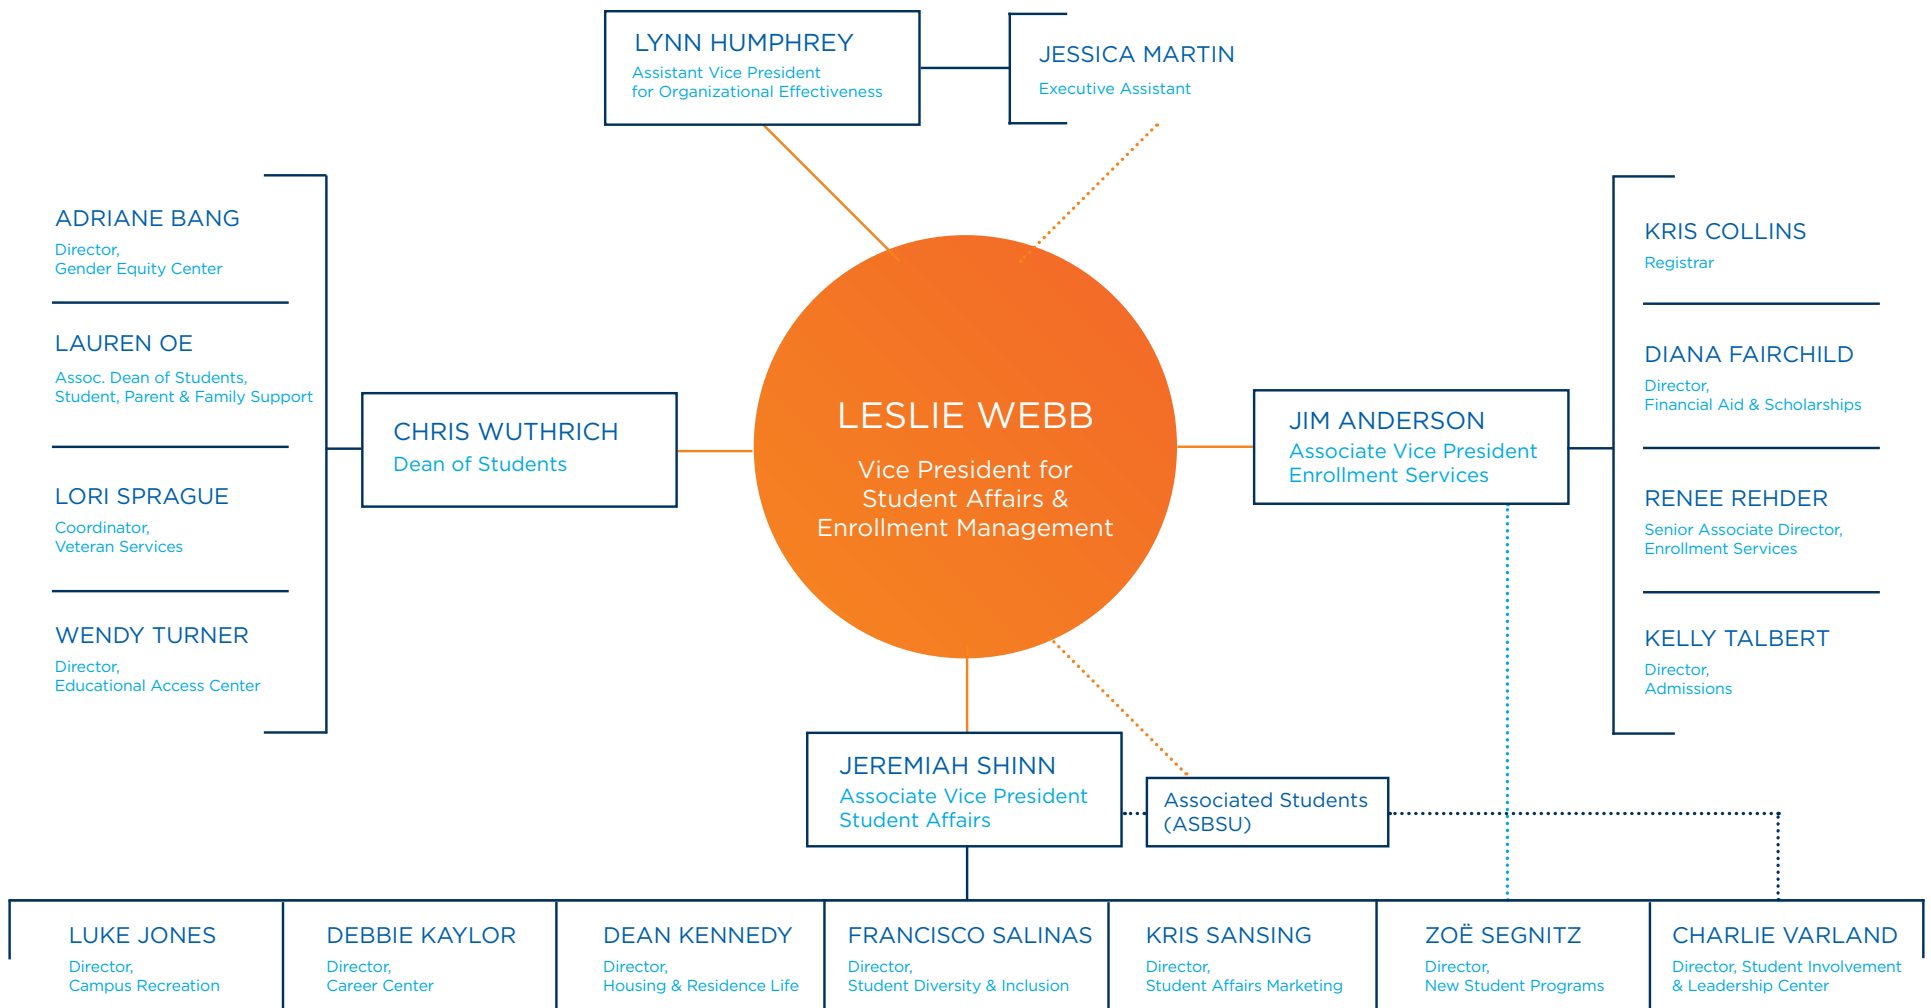 LYNN HUMPHREY
Assistant Vice President
for Organizational Effectiveness
JESSICA MARTIN
Executive Assistant
ADRIANE BANG
Director,
Gender Equity Center
LAUREN OE
Assoc. Dean of Students,
Student, Parent & Family Support
LORI SPRAGUE
Coordinator,
Veteran Services
WENDY TURNER
Director,
Educational Access Center
CHRIS WUTHRICH
Dean of Students
LESLIE WEBB
Vice President for
Student Affairs &
Enrollment Management
JIM ANDERSON
Associate Vice President
Enrollment Services
KRIS COLLINS
Registrar
DIANA FAIRCHILD
Director,
Financial Aid & Scholarships
RENEE REHDER
Senior Associate Director,
Enrollment Services
KELLY TALBERT
Director,
Admissions
JEREMIAH SHINN
Associate Vice President
Student Affairs
Associated Students
(ASBSU)
LUKE JONES
Director,
Campus Recreation
DEBBIE KAYLOR
Director,
Career Center
DEAN KENNEDY
Director,
Housing & Residence Life
FRANCISCO SALINAS
Director,
Student Diversity & Inclusion
KRIS SANSING
Director,
Student Affairs Marketing
ZOË SEGNITZ
Director,
New Student Programs
CHARLIE VARLAND
Director, Student Involvement
& Leadership Center